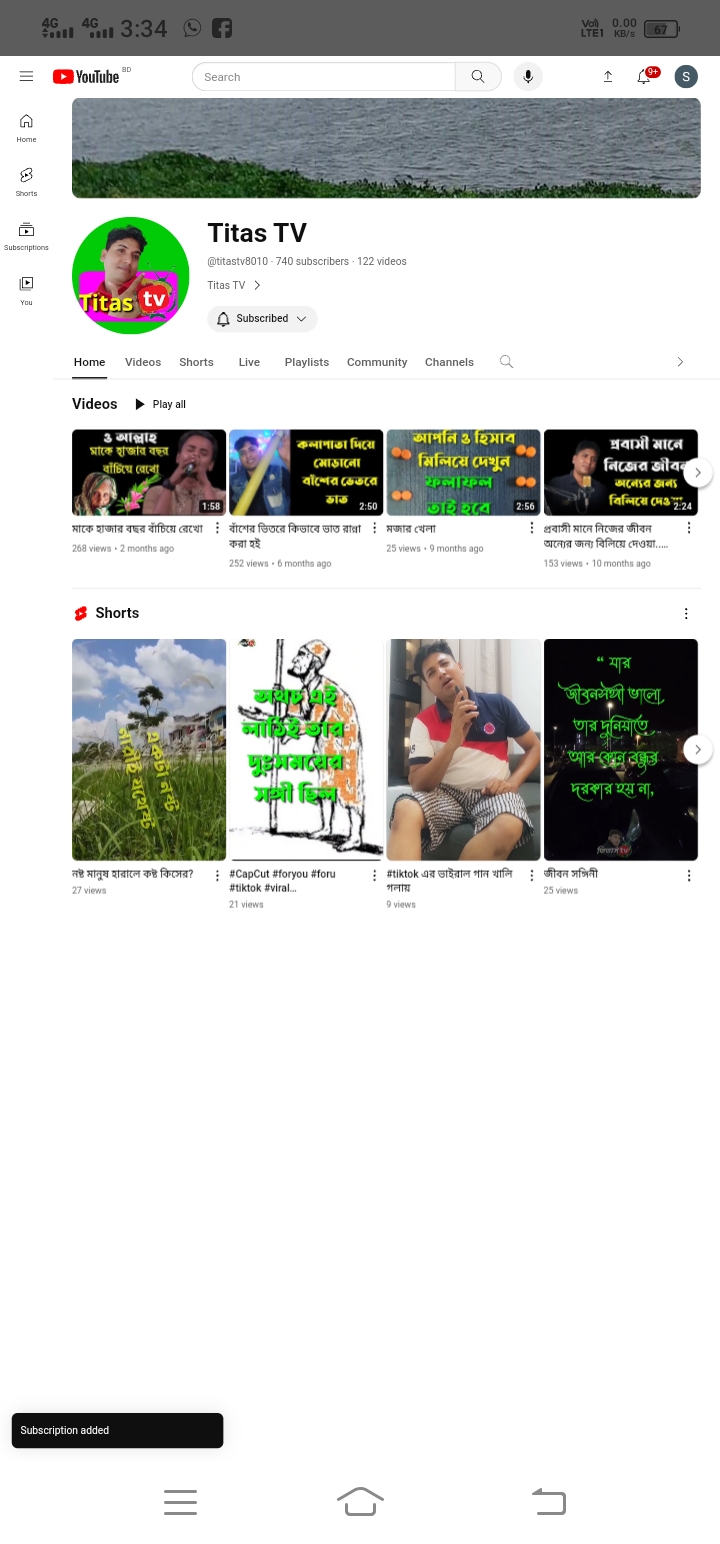 4G 4G 3:34
Vo) LTE1 0.00 KB/s 67
YouTube BD
Search
9+
S
Home
Shorts
Subscriptions
You
Titas tv
Titas TV
@titastv8010 · 740 subscribers · 122 videos
Titas TV
Subscribed
Home Videos Shorts Live Playlists Community Channels
Videos Play all
ও আল্লাহ
মাকে হাজার বছর
বাঁচিয়ে রেখো
1:58
কলাপাতা দিয়ে
মোড়ানো
বাঁশের ভেতরে
ভাত
2:50
আপনি ও হিসাব
মিলিয়ে দেখুন
ফলাফল
তাই হবে
2:56
প্রবাসী মানে
নিজের জীবন
অন্যের জন্য
2:24
মাকে হাজার বছর বাঁচিয়ে রেখো
268 views • 2 months ago
বাঁশের ভিতরে কিভাবে ভাত রান্না
করা হই
252 views • 6 months ago
মজার খেলা
25 views • 9 months ago
প্রবাসী মানে নিজের জীবন
অন্যের জন্য বিলিয়ে দেওয়া.....
153 views • 10 months ago
Shorts
অথচ এই
লাঠিই তার
দুঃসময়ের
সঙ্গী ছিল
“ যার
জীবনসঙ্গী ভালো,
তার দুনিয়াতে
আর কোন বন্ধুর
দরকার হয় না,
নষ্ট মানুষ হারালে কষ্ট কিসের?
27 views
#CapCut #foryou #foru
#tiktok #viral...
21 views
#tiktok এর ভাইরাল গান খালি
গলায়
9 views
জীবন সঙ্গিনী
25 views
Subscription added